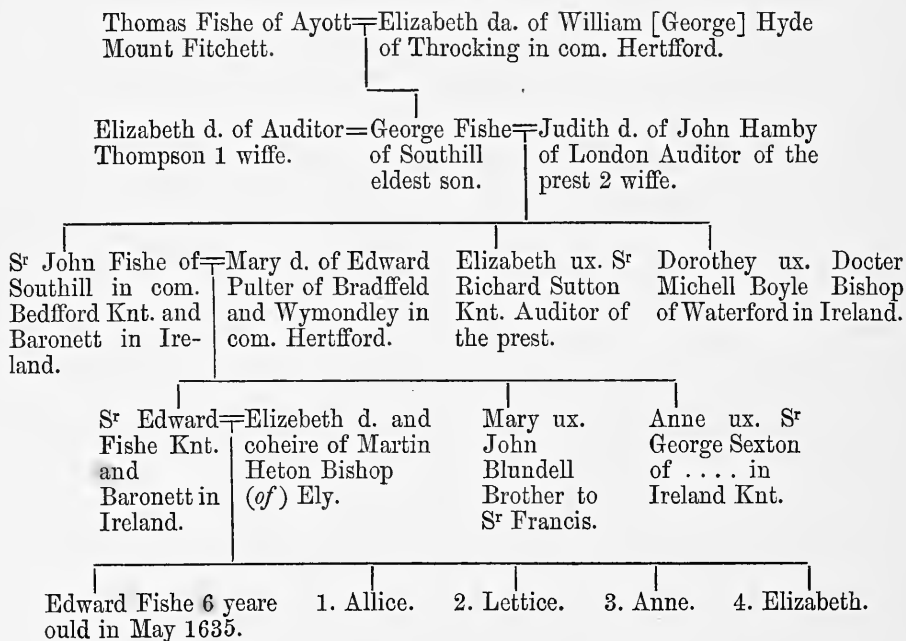 Thomas Fishe of Ayott
Mount Fitchett.
Elizabeth da. of William [George] Hyde
of Throcking in com. Hertfford.
Elizabeth d. of Auditor
Thompson 1 wiffe.
George Fishe
of Southill
eldest son.
Judith d. of John Hamby
of London Auditor of the
prest 2 wiffe.
Sr John Fishe of
Southill in com.
Bedfford Knt. and
Baronett in Ire-
land.
Mary d. of Edward
Pulter of Bradffeld
and Wymondley in
com. Hertfford.
Elizabeth ux. Sr
Richard Sutton
Knt. Auditor of
the prest.
Dorothey ux. Docter
Michell Boyle Bishop
of Waterford in Ireland.
Sr Edward
Fishe Knt.
and
Baronett in
Ireland.
Elizebeth d. and
coheire of Martin
Heton Bishop
(of) Ely.
Mary ux.
John
Blundell
Brother to
Sr Francis.
Anne ux. Sr
George Sexton
of .... in
Ireland Knt.
Edward Fishe 6 yeare
ould in May 1635.
1. Allice.
2. Lettice.
3. Anne.
4. Elizabeth.